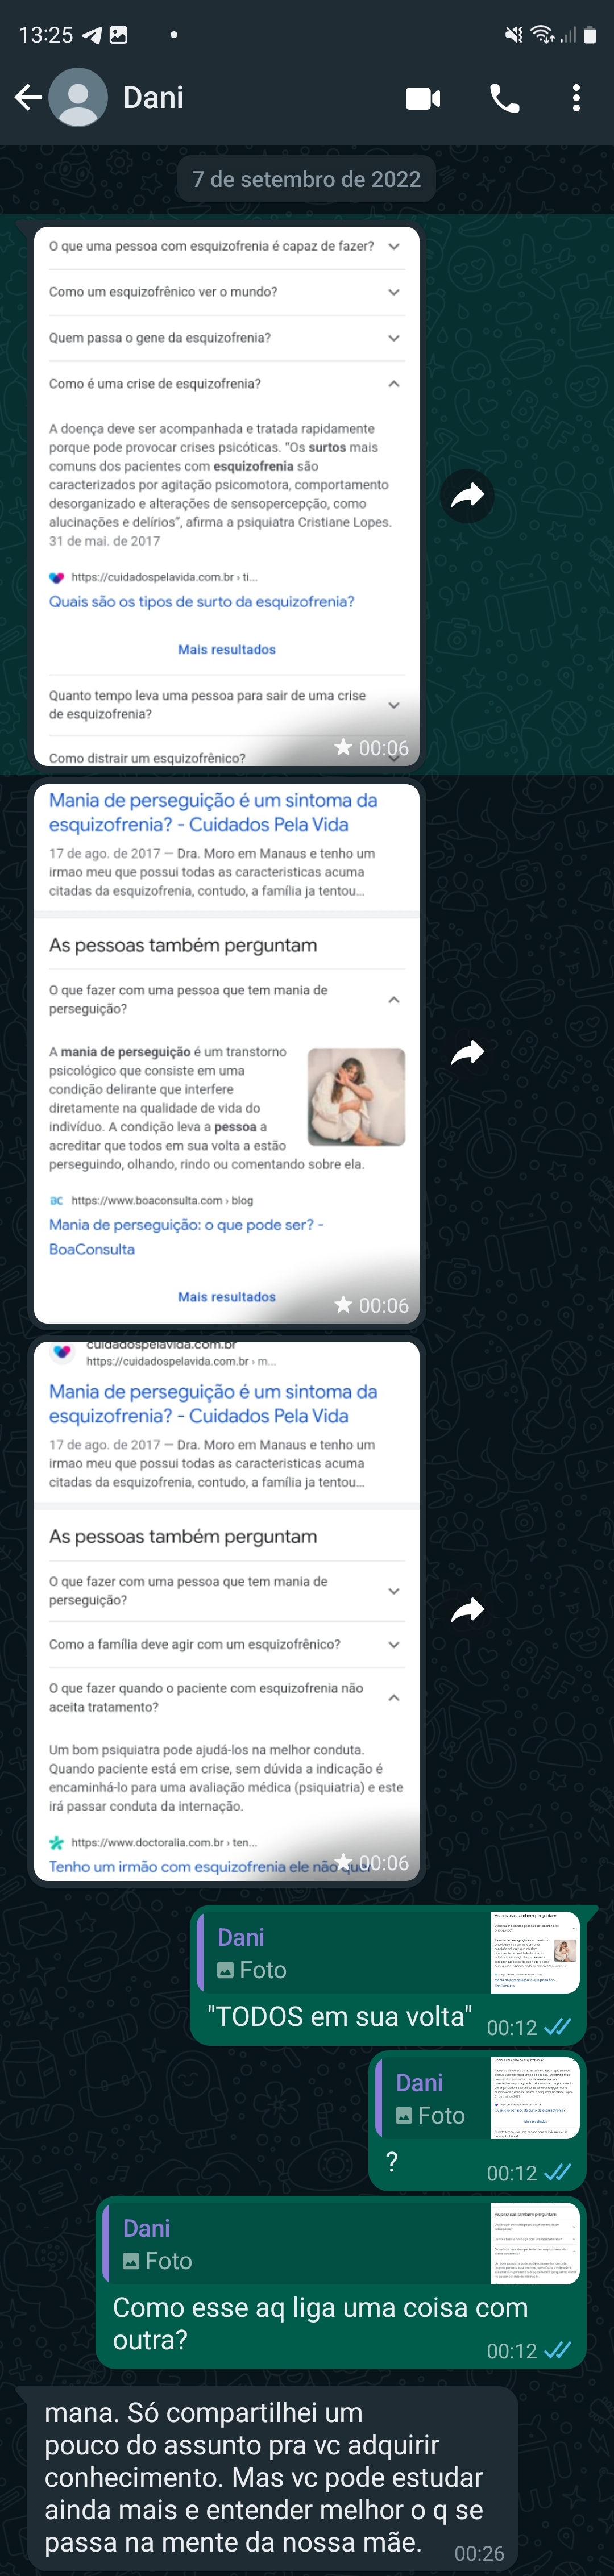 13:25
Dani
7 de setembro de 2022
O que uma pessoa com esquizofrenia é capaz de fazer?
Como um esquizofrênico ver o mundo?
Quem passa o gene da esquizofrenia?
Como é uma crise de esquizofrenia?
A doença deve ser acompanhada e tratada rapidamente
porque pode provocar crises psicóticas. "Os surtos mais
comuns dos pacientes com esquizofrenia são
caracterizados por agitação psicomotora, comportamento
desorganizado e alterações de sensopercepção, como
alucinações e delírios", afirma a psiquiatra Cristiane Lopes.
31 de mai. de 2017
https://cuidadospelavida.com.br › ti...
Quais são os tipos de surto da esquizofrenia?
Mais resultados
Quanto tempo leva uma pessoa para sair de uma crise
de esquizofrenia?
Como distrair um esquizofrênico?
00:06
Mania de perseguição é um sintoma da
esquizofrenia? - Cuidados Pela Vida
17 de ago. de 2017 — Dra. Moro em Manaus e tenho um
irmao meu que possui todas as caracteristicas acuma
citadas da esquizofrenia, contudo, a família ja tentou...
As pessoas também perguntam
O que fazer com uma pessoa que tem mania de
perseguição?
A mania de perseguição é um transtorno
psicológico que consiste em uma
condição delirante que interfere
diretamente na qualidade de vida do
indivíduo. A condição leva a pessoa a
acreditar que todos em sua volta a estão
perseguindo, olhando, rindo ou comentando sobre ela.
https://www.boaconsulta.com › blog
Mania de perseguição: o que pode ser? -
BoaConsulta
Mais resultados
00:06
cuidadospelavida.com.br
https://cuidadospelavida.com.br › m...
Mania de perseguição é um sintoma da
esquizofrenia? - Cuidados Pela Vida
17 de ago. de 2017 — Dra. Moro em Manaus e tenho um
irmao meu que possui todas as caracteristicas acuma
citadas da esquizofrenia, contudo, a família ja tentou...
As pessoas também perguntam
O que fazer com uma pessoa que tem mania de
perseguição?
Como a família deve agir com um esquizofrênico?
O que fazer quando o paciente com esquizofrenia não
aceita tratamento?
Um bom psiquiatra pode ajudá-los na melhor conduta.
Quando paciente está em crise, sem dúvida a indicação é
encaminhá-lo para uma avaliação médica (psiquiatria) e este
irá passar conduta da internação.
https://www.doctoralia.com.br › ten...
Tenho um irmão com esquizofrenia ele não quer
00:06
Dani
Foto
"TODOS em sua volta"
00:12
Dani
Foto
?
00:12
Dani
Foto
Como esse aq liga uma coisa com
outra?
00:12
mana. Só compartilhei um
pouco do assunto pra vc adquirir
conhecimento. Mas vc pode estudar
ainda mais e entender melhor o q se
passa na mente da nossa mãe.
00:26